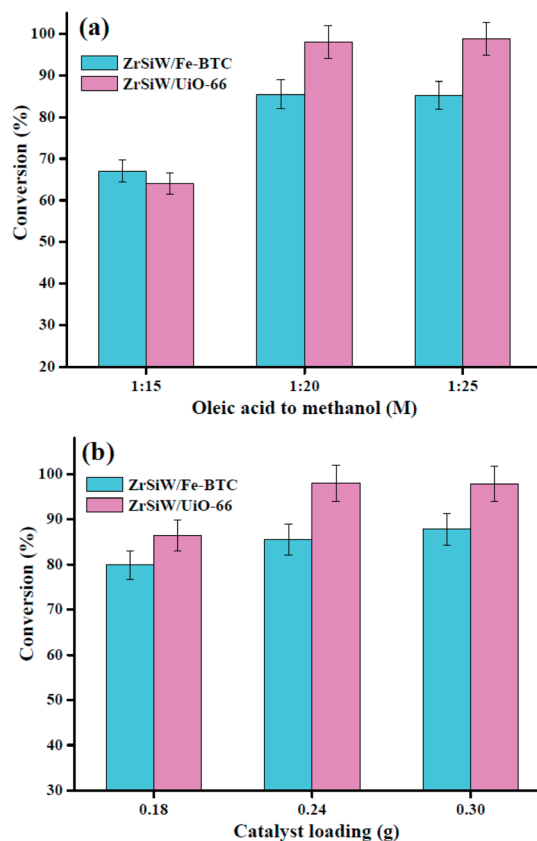 (a)
ZrSiW/Fe-BTC
ZrSiW/UiO-66
Conversion (%)
100
90
80
70
60
50
40
30
20
1:15 1:20 1:25
Oleic acid to methanol (M)
(b)
ZrSiW/Fe-BTC
ZrSiW/UiO-66
Conversion (%)
100
90
80
70
60
50
40
30
0.18 0.24 0.30
Catalyst loading (g)